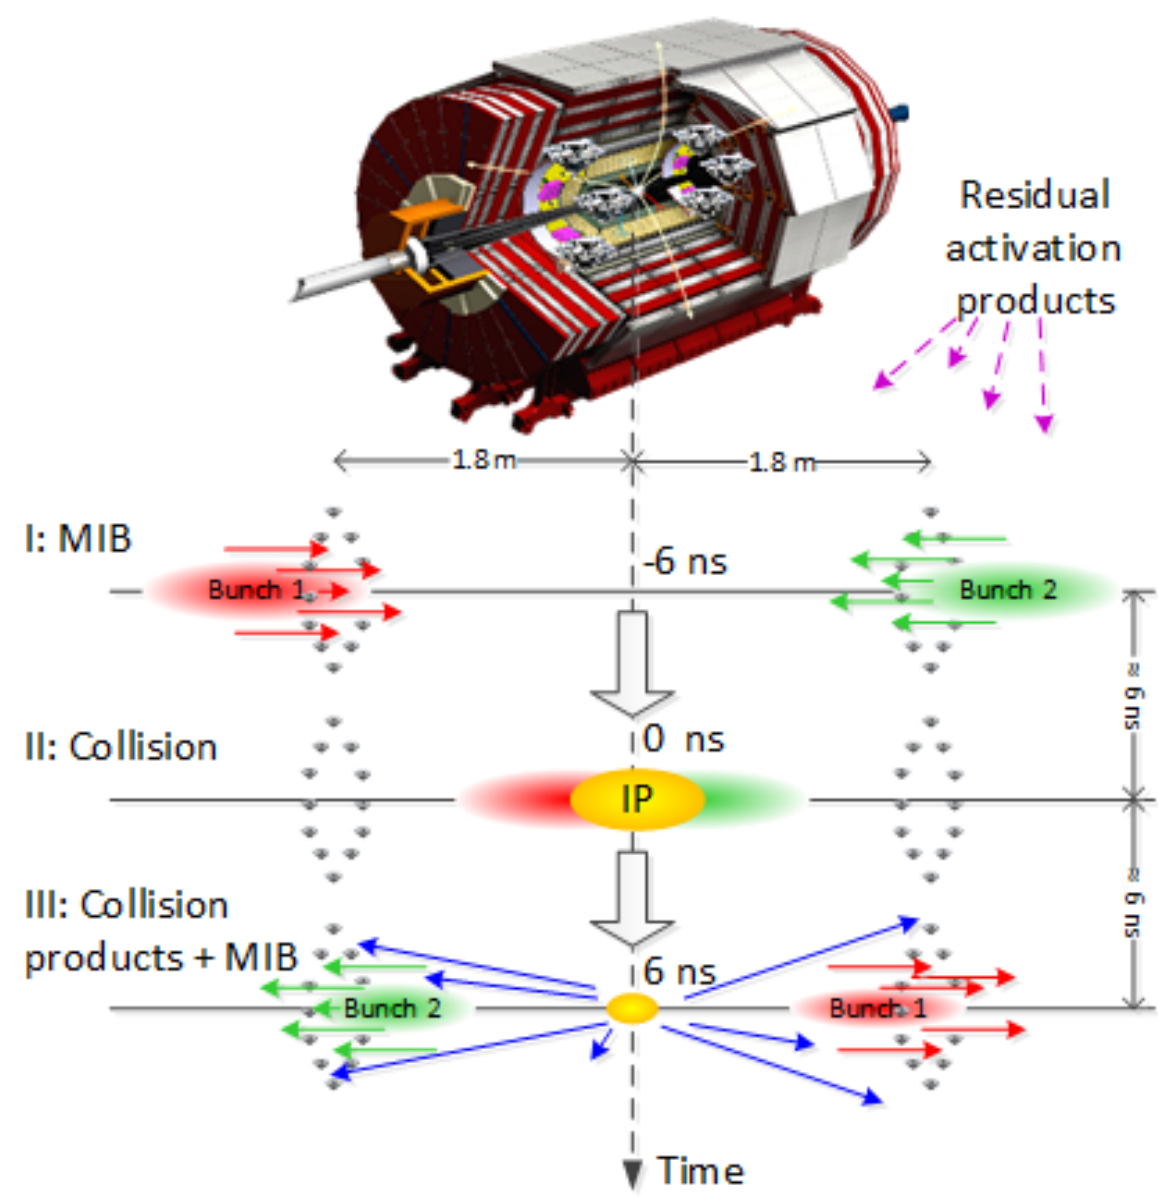 Residual
activation
products
1.8 m
1.8 m
I: MIB
-6 ns
Bunch 1
Bunch 2
≈ 6 ns
II: Collision
0 ns
IP
III: Collision
products + MIB
6 ns
≈ 6 ns
Bunch 2
Bunch 1
Time